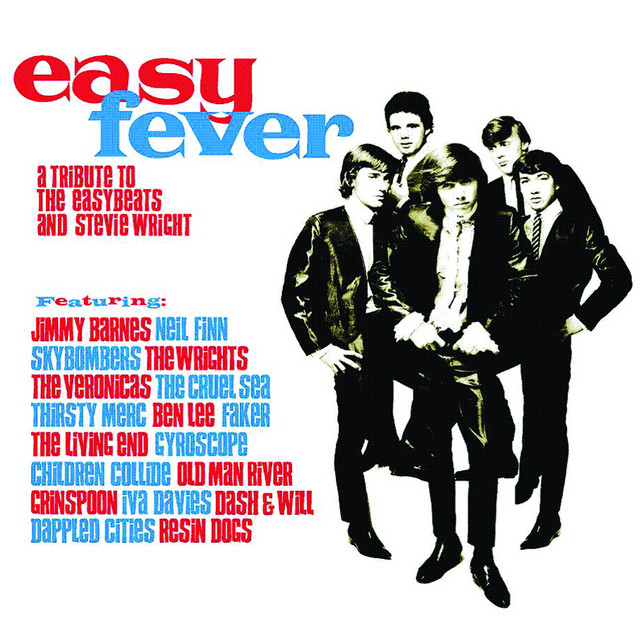 easy
fever
a TRiBUTE TO
THE easyBEaTS
aND STEViE WRiGHT
Featuring:
JiMMY BaRNES NEiL FiNN
SKYBOMBERS THE WRiGHTS
THE VERONiCaS THE CRUEL SEa
THiRSTY MERC BEN LEE FaKER
THE LiViNG END GYROSCOPE
CHiLDREN COLLiDE OLD MaN RiVER
GRiNSPOON iVa DaViES DaSH & WiLL
DaPPLED CiTiES RESiN DOGS